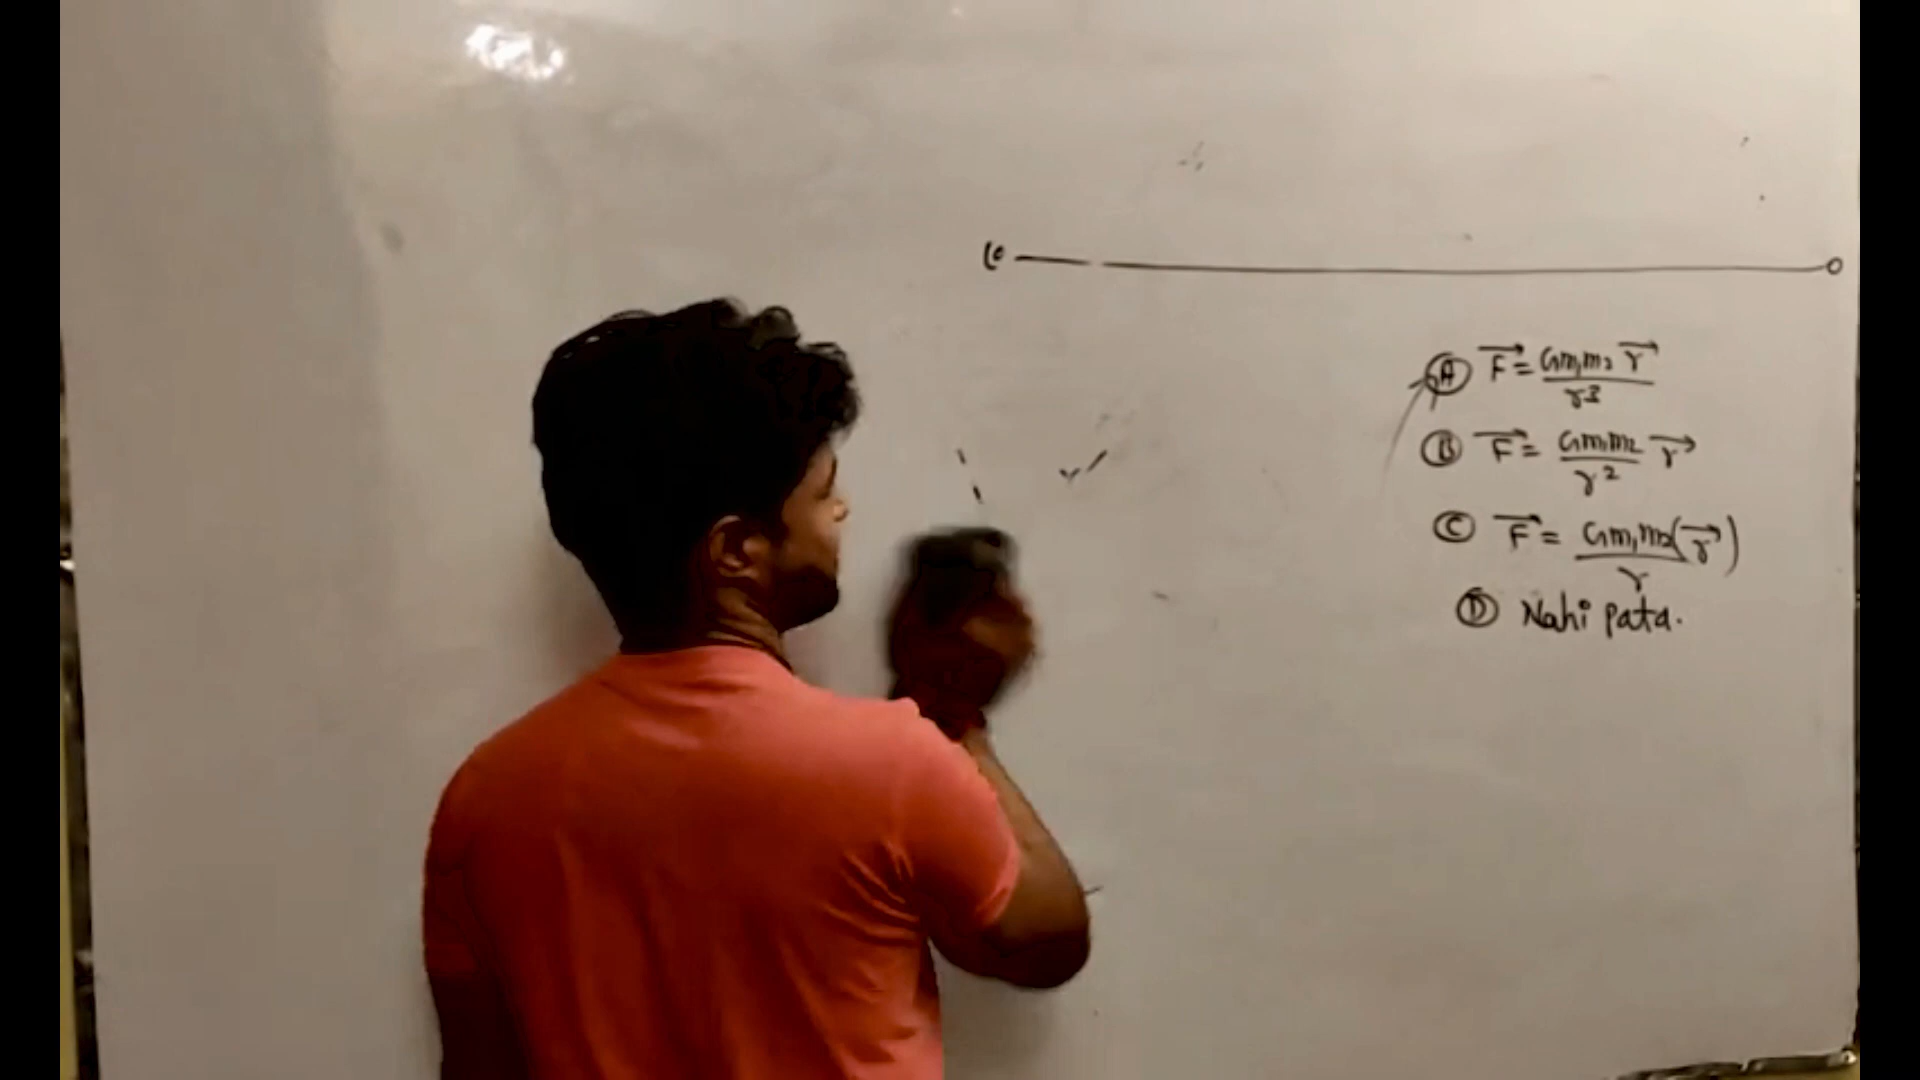 Ⓐ F⃗ = Gm₁m₂ r⃗ / r³
Ⓑ F⃗ = Gm₁m₂ / r² r⃗
Ⓒ F⃗ = Gm₁m₂(r⃗) / r
Ⓓ Nahi pata.